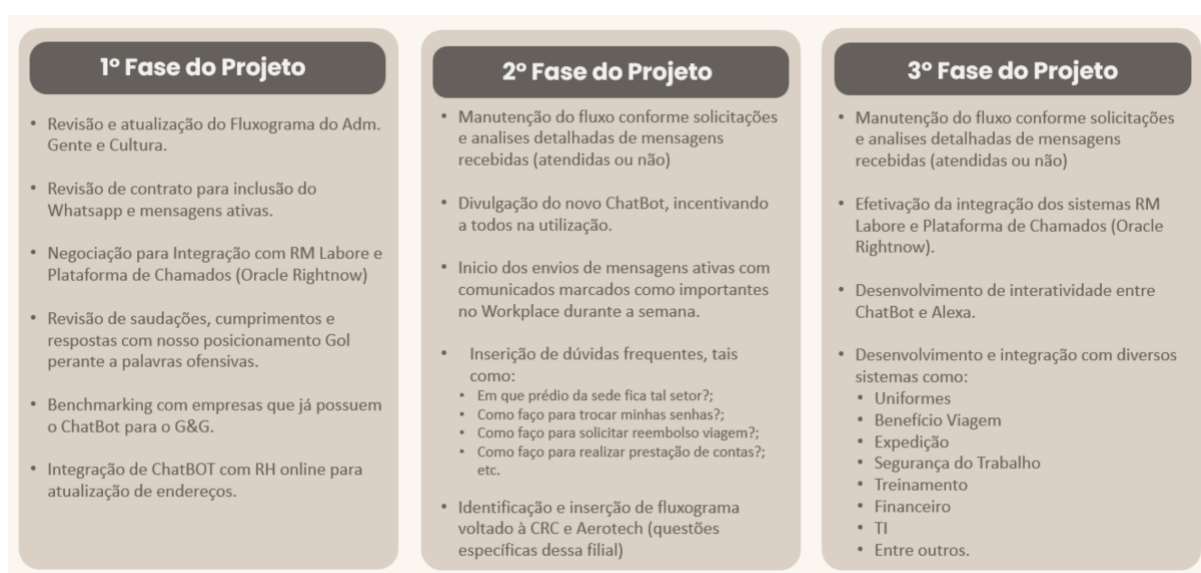 1º Fase do Projeto
• Revisão e atualização do Fluxograma do Adm.
Gente e Cultura.
• Revisão de contrato para inclusão do
Whatsapp e mensagens ativas.
• Negociação para Integração com RM Labore e
Plataforma de Chamados (Oracle Rightnow)
• Revisão de saudações, cumprimentos e
respostas com nosso posicionamento Gol
perante a palavras ofensivas.
• Benchmarking com empresas que já possuem
o ChatBot para o G&G.
• Integração de ChatBOT com RH online para
atualização de endereços.
2º Fase do Projeto
• Manutenção do fluxo conforme solicitações
e analises detalhadas de mensagens
recebidas (atendidas ou não)
• Divulgação do novo ChatBot, incentivando
a todos na utilização.
• Inicio dos envios de mensagens ativas com
comunicados marcados como importantes
no Workplace durante a semana.
• Inserição de dúvidas frequentes, tais
como:
• Em que prédio da sede fica tal setor?;
• Como faço para trocar minhas senhas?;
• Como faço para solicitar reembolso viagem?;
• Como faço para realizar prestação de contas?;
etc.
• Identificação e inserção de fluxograma
voltado à CRC e Aerotech (questões
específicas dessa filial)
3º Fase do Projeto
• Manutenção do fluxo conforme solicitações
e analises detalhadas de mensagens
recebidas (atendidas ou não)
• Efetivação da integração dos sistemas RM
Labore e Plataforma de Chamados (Oracle
Rightnow).
• Desenvolvimento de interatividade entre
ChatBot e Alexa.
• Desenvolvimento e integração com diversos
sistemas como:
• Uniformes
• Benefício Viagem
• Expedição
• Segurança do Trabalho
• Treinamento
• Financeiro
• TI
• Entre outros.